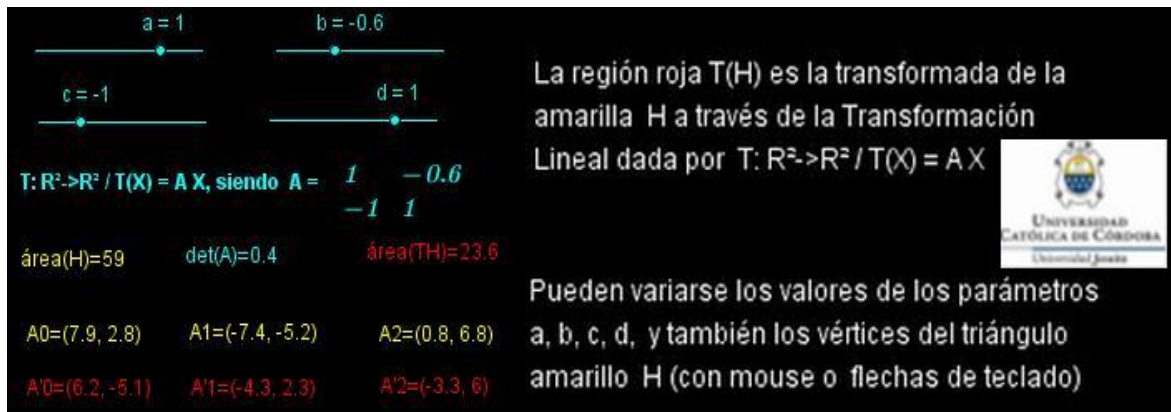 a = 1
b = -0.6
c = -1
d = 1
T: R²->R² / T(X) = A X, siendo A = 1 -0.6
-1 1
área(H)=59 det(A)=0.4 área(TH)=23.6
A0=(7.9, 2.8) A1=(-7.4, -5.2) A2=(0.8, 6.8)
A'0=(6.2, -5.1) A'1=(-4.3, 2.3) A'2=(-3.3, 6)
La región roja T(H) es la transformada de la
amarilla H a través de la Transformación
Lineal dada por T: R²->R² / T(X) = A X
UNIVERSIDAD
CATÓLICA DE CÓRDOBA
Universidad Jesuita
Pueden variarse los valores de los parámetros
a, b, c, d, y también los vértices del triángulo
amarillo H (con mouse o flechas de teclado)